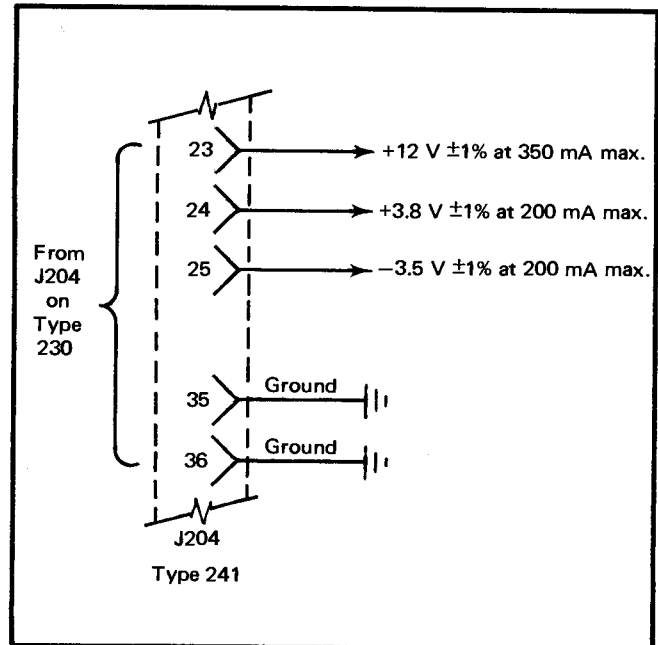 23 +12 V ±1% at 350 mA max.
24 +3.8 V ±1% at 200 mA max.
25 −3.5 V ±1% at 200 mA max.
From
J204
on
Type
230
35 Ground
36 Ground
J204
Type 241